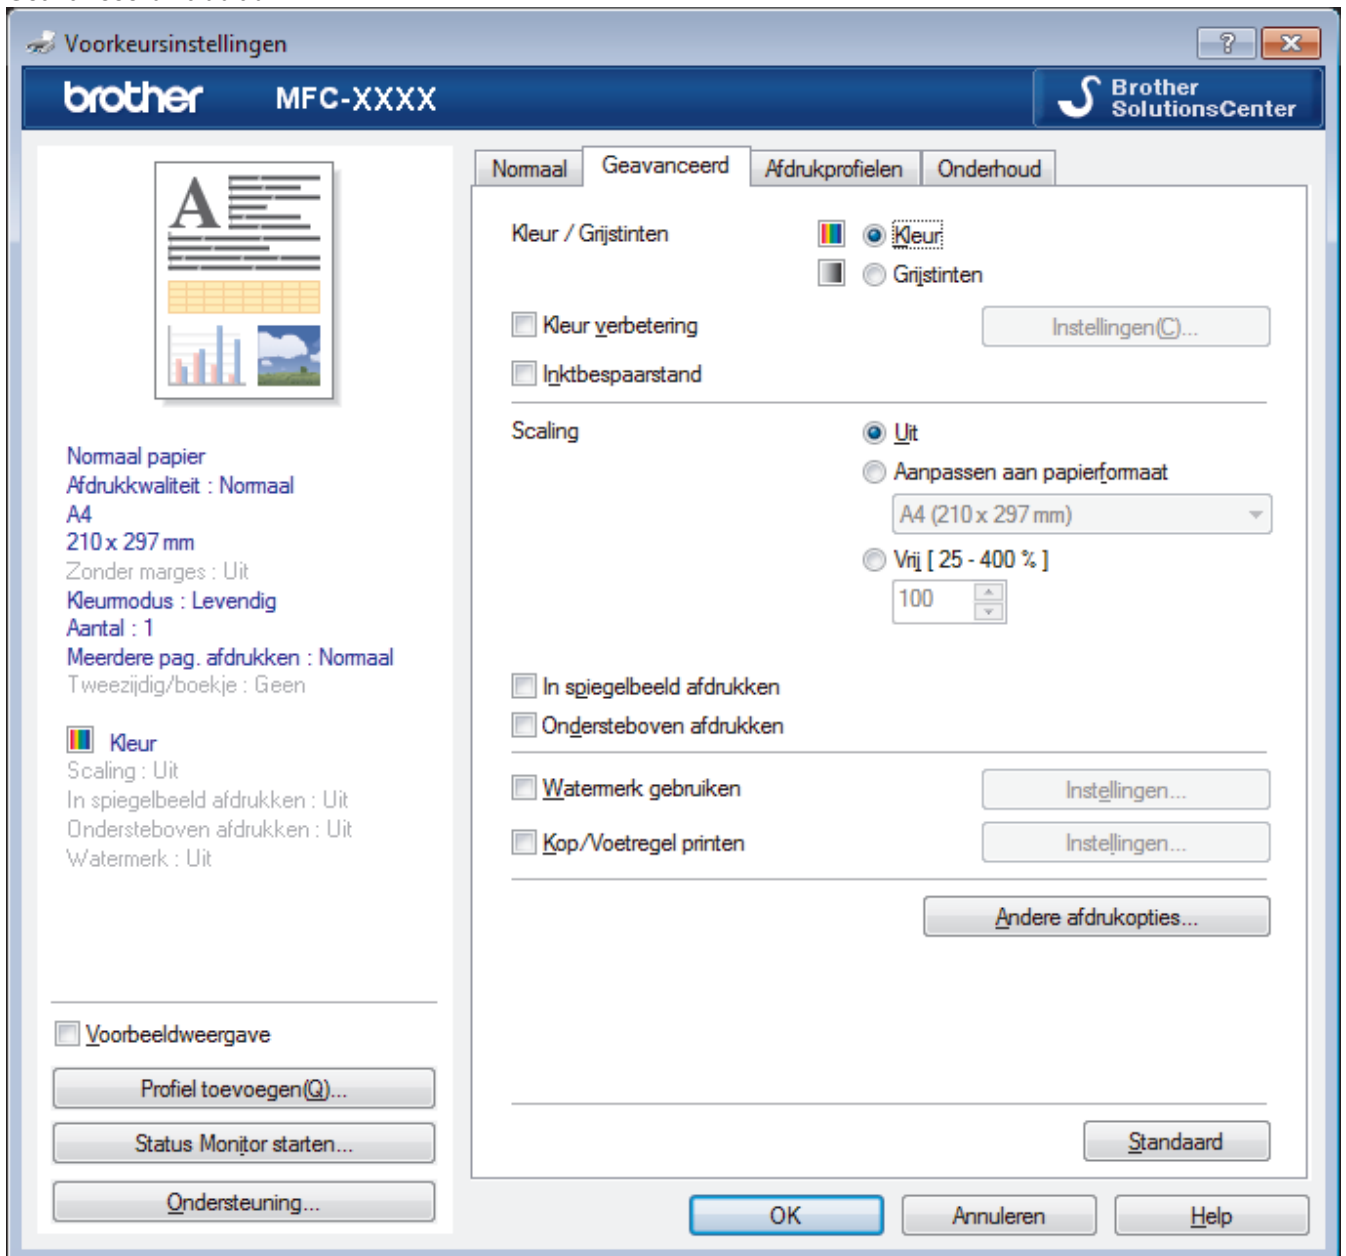 Voorkeursinstellingen
brother MFC-XXXX
Brother
SolutionsCenter
A
Normaal papier
Afdrukkwaliteit : Normaal
A4
210 x 297 mm
Zonder marges : Uit
Kleurmodus : Levendig
Aantal : 1
Meerdere pag. afdrukken : Normaal
Tweezijdig/boekje : Geen
Kleur
Scaling : Uit
In spiegelbeeld afdrukken : Uit
Ondersteboven afdrukken : Uit
Watermerk : Uit
Voorbeeldweergave
Profiel toevoegen(Q)...
Status Monitor starten...
Ondersteuning...
Normaal Geavanceerd Afdrukprofielen Onderhoud
Kleur / Grijstinten Kleur
Grijstinten
Kleur verbetering Instellingen(C)...
Inktbespaarstand
Scaling Uit
Aanpassen aan papierformaat
A4 (210 x 297 mm)
Vrij [ 25 - 400 % ]
100
In spiegelbeeld afdrukken
Ondersteboven afdrukken
Watermerk gebruiken Instellingen...
Kop/Voetregel printen Instellingen...
Andere afdrukopties...
Standaard
OK Annuleren Help